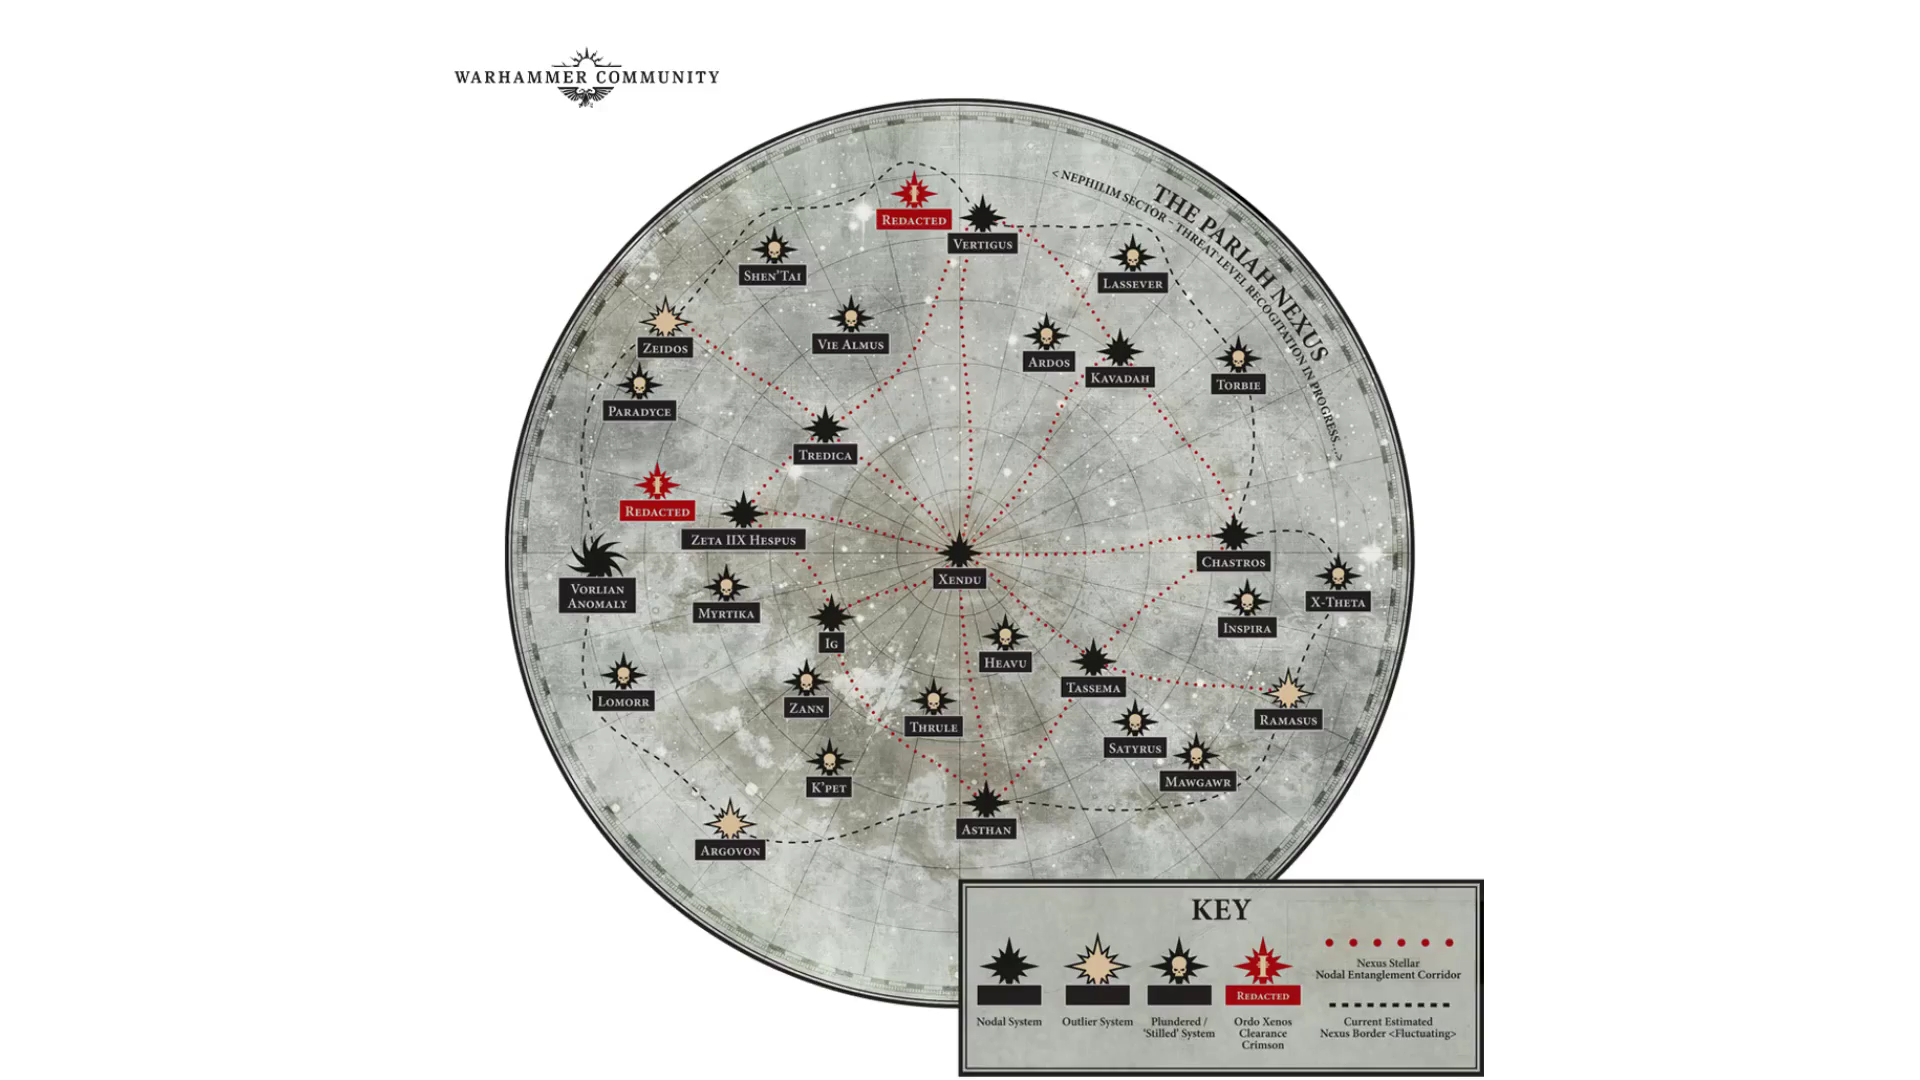 WARHAMMER COMMUNITY
THE PARIAH NEXUS
< NEPHILIM SECTOR - THREAT LEVEL RECOGITATION IN PROGRESS... >
REDACTED
VERTIGUS
SHEN'TAI
LASSEVER
VIE ALMUS
ZEIDOS
ARDOS
KAVADAH
TORBIE
PARADYCE
TREDICA
REDACTED
ZETA IIX HESPUS
XENDU
CHASTROS
VORLIAN
ANOMALY
X-THETA
MYRTIKA
INSPIRA
IG
HEAVU
TASSEMA
LOMORR
ZANN
THRULE
RAMASUS
SATYRUS
K'PET
MAWGAWR
ASTHAN
ARGOVON
KEY
REDACTED
Nodal System
Outlier System
Plundered /
'Stilled' System
Ordo Xenos
Clearance
Crimson
Nexus Stellar
Nodal Entanglement Corridor
Current Estimated
Nexus Border <Fluctuating>